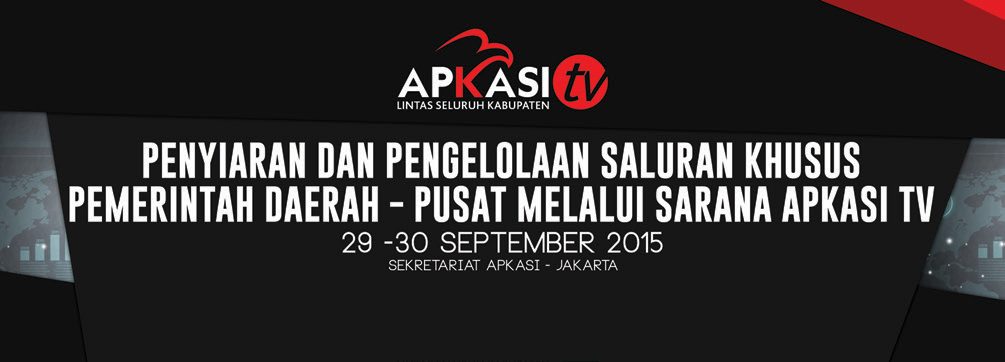 APKASI tv
LINTAS SELURUH KABUPATEN
PENYIARAN DAN PENGELOLAAN SALURAN KHUSUS
PEMERINTAH DAERAH - PUSAT MELALUI SARANA APKASI TV
29 -30 SEPTEMBER 2015
SEKRETARIAT APKASI - JAKARTA